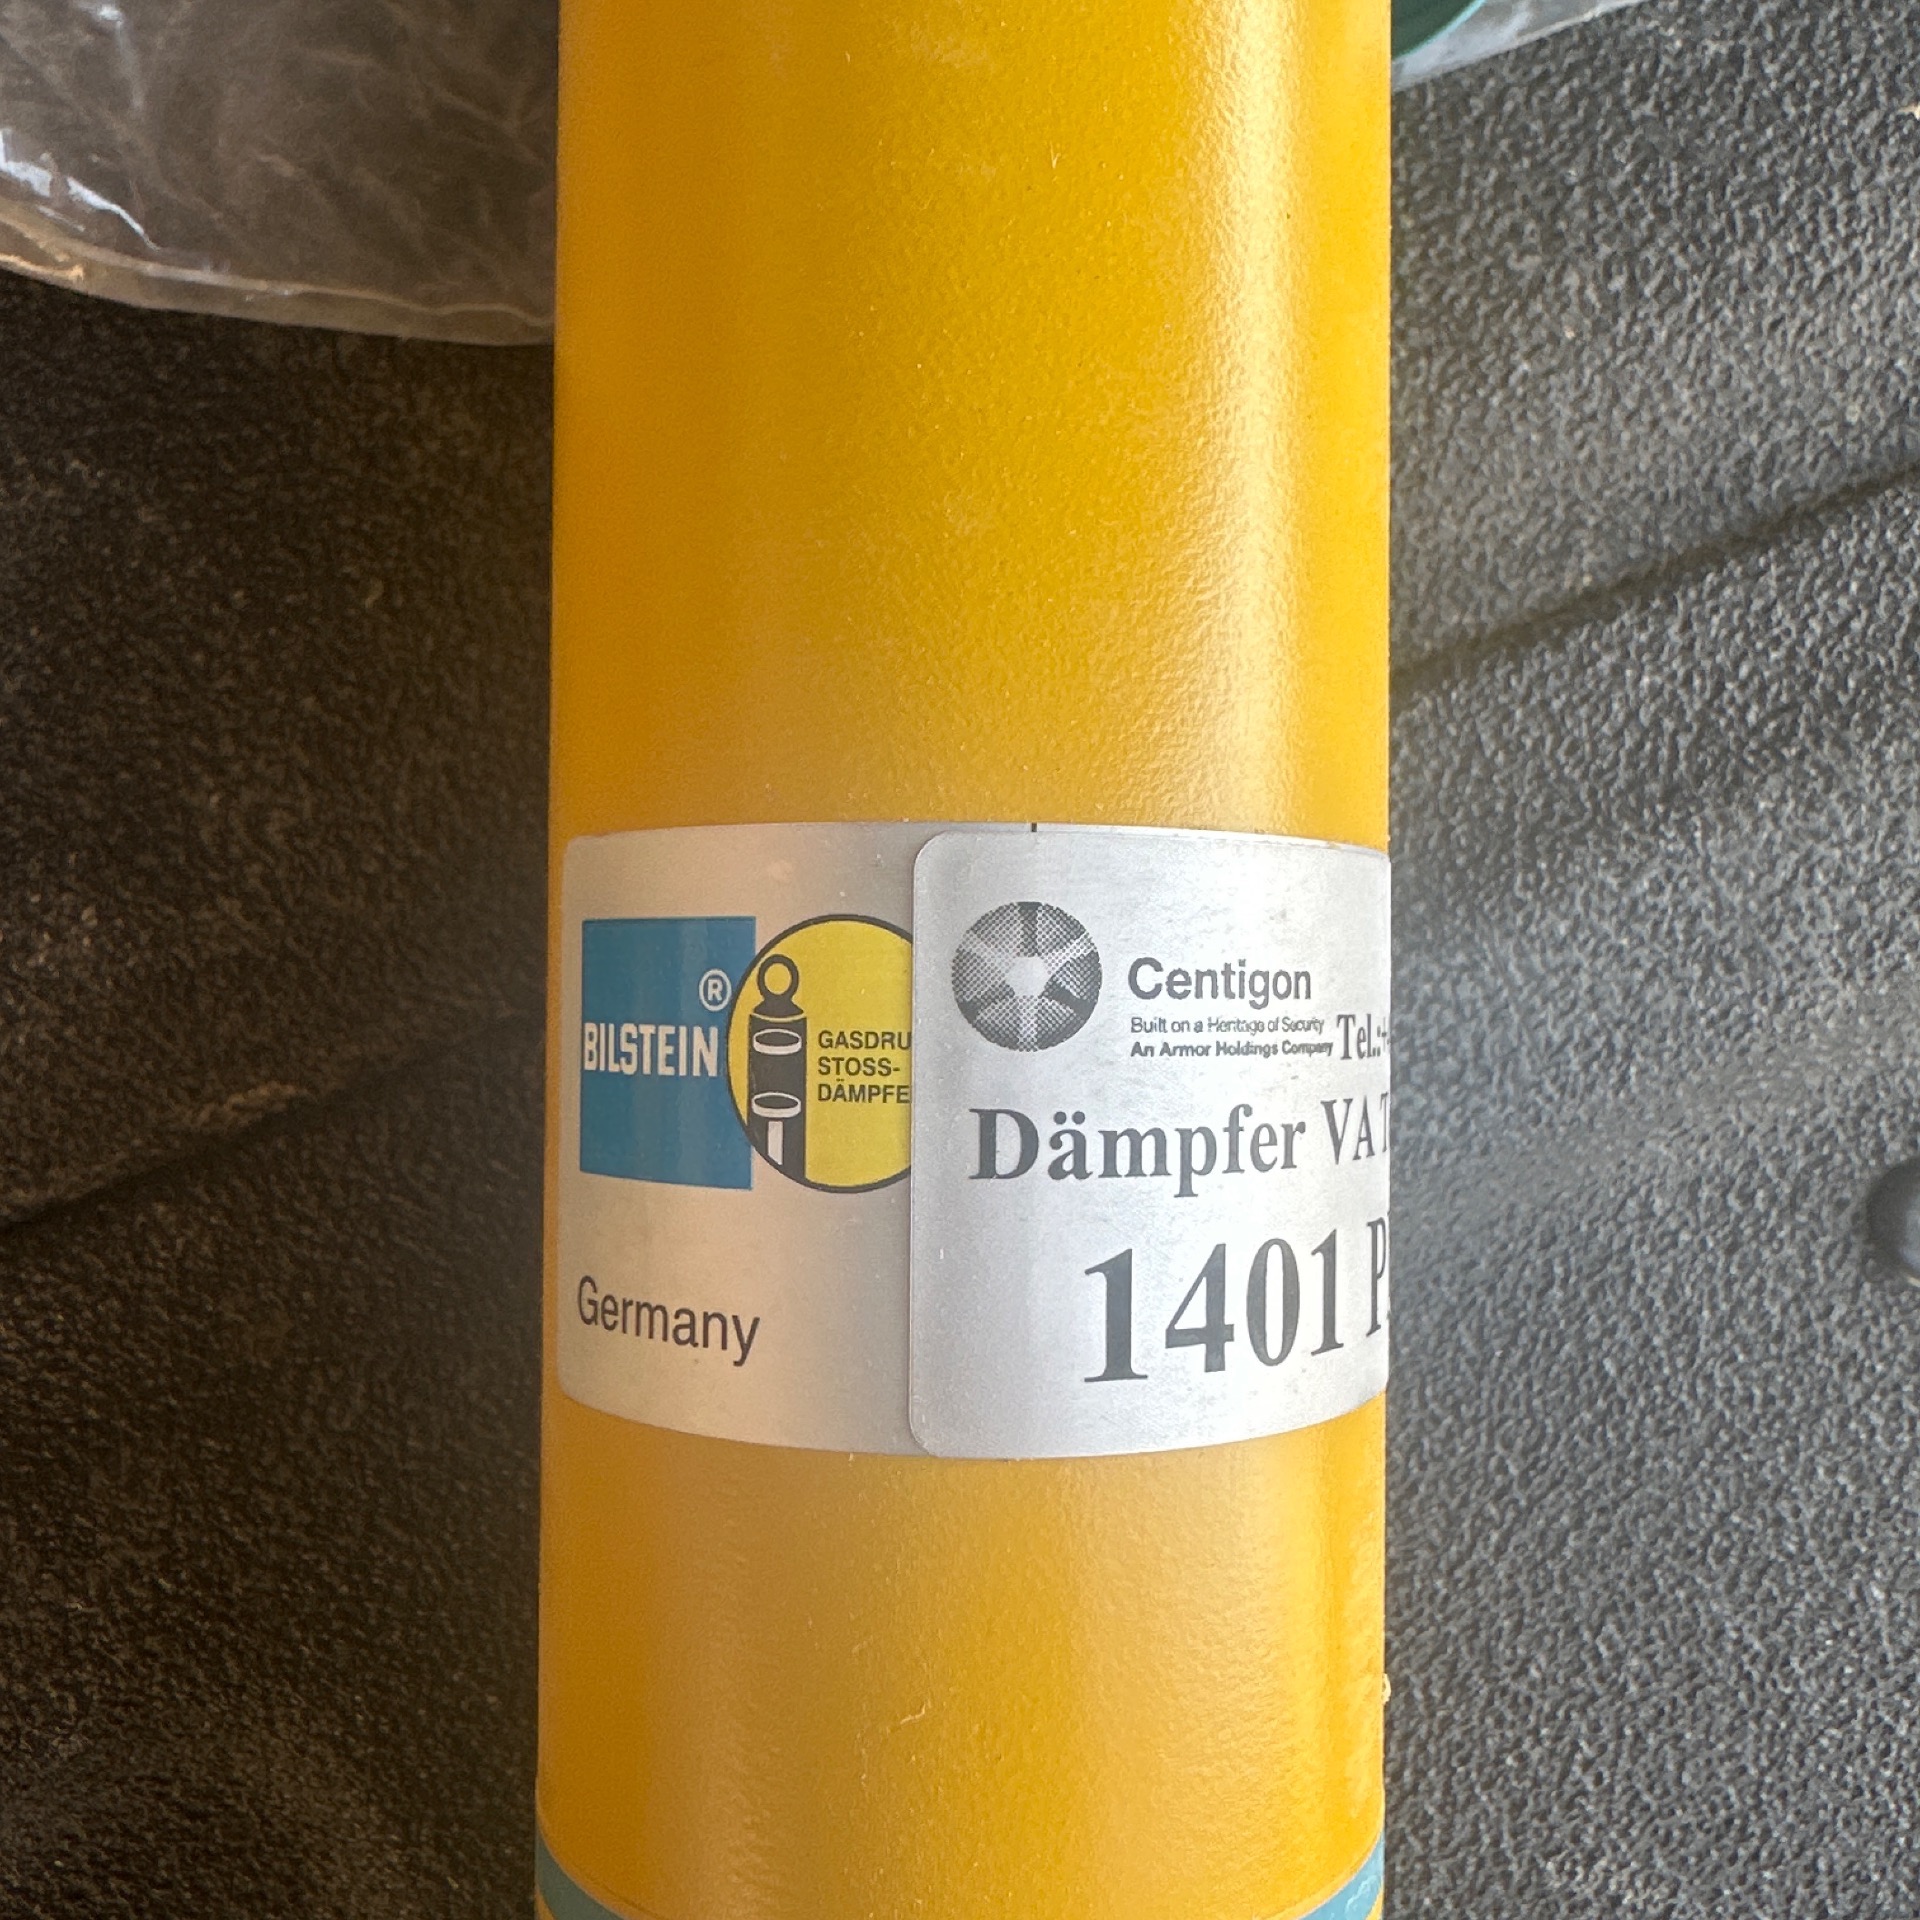 ®
BILSTEIN
GASDRU
STOSS-
DÄMPFE
Germany
Centigon
Built on a Heritage of Security
An Armor Holdings Company Tel.:+
Dämpfer VA
1401